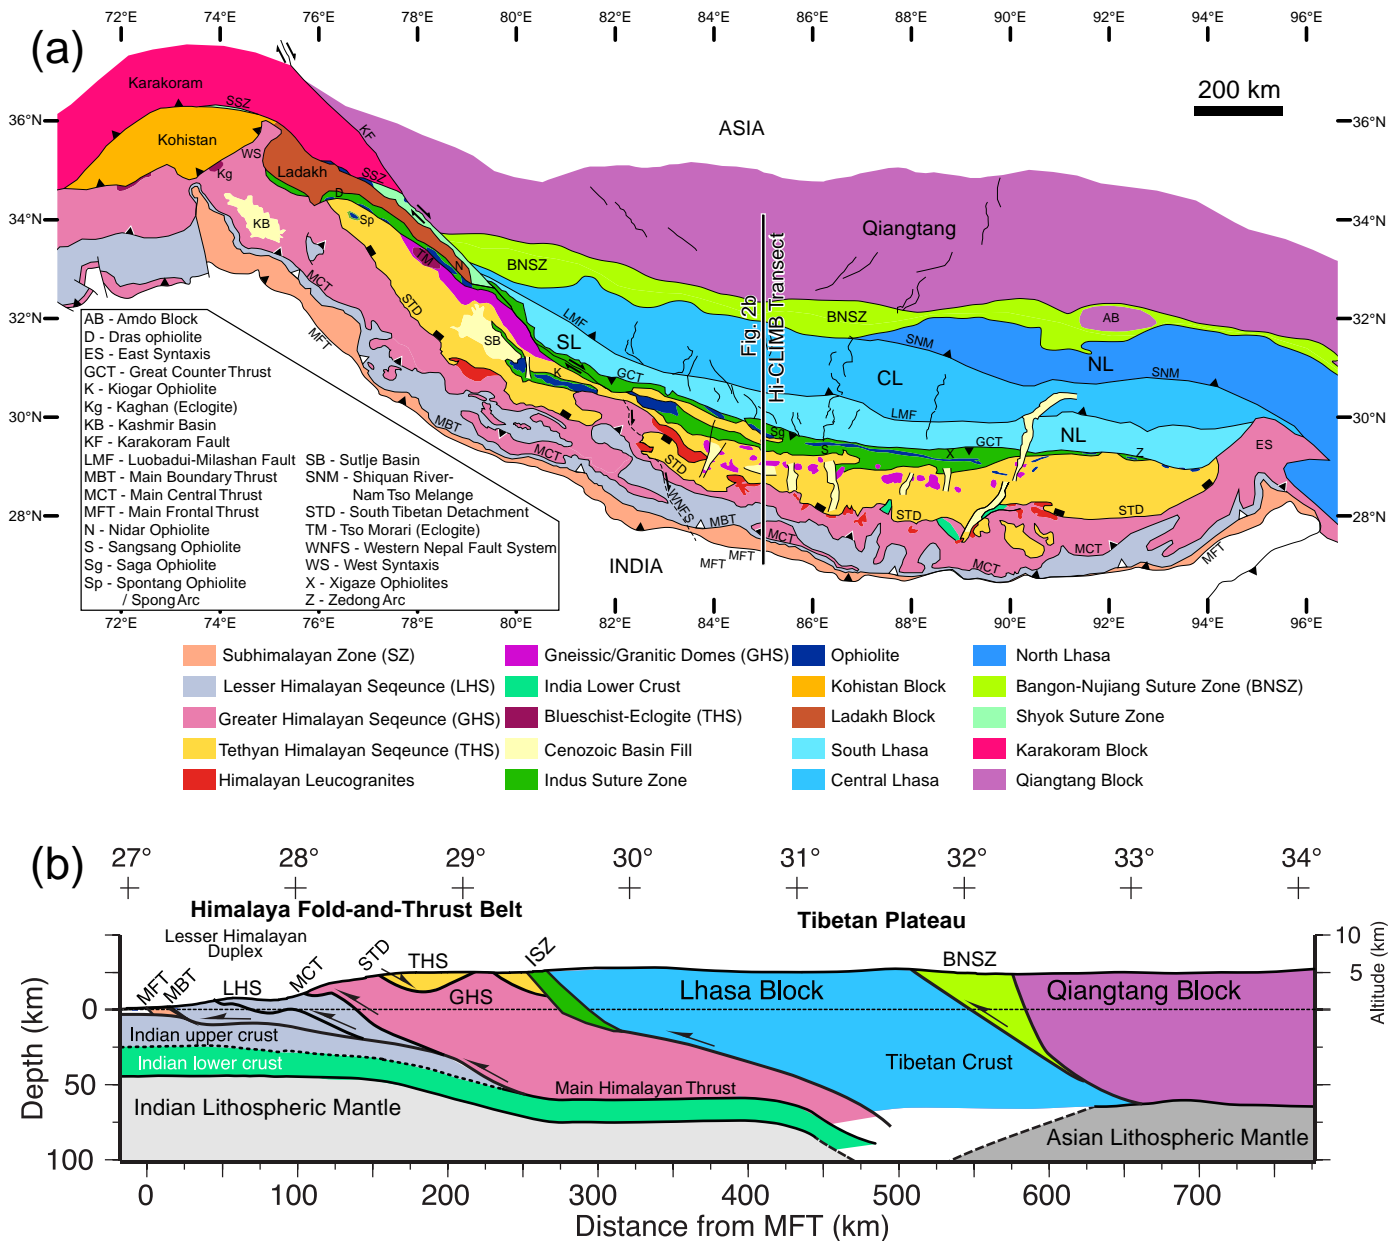 72°E 74°E 76°E 78°E 80°E 82°E 84°E 86°E 88°E 90°E 92°E 94°E 96°E
(a)
Karakoram
SSZ
200 km
36°N
KF
ASIA
36°N
Kohistan
WS
Kg
Ladakh
SSZ
D
34°N
KB
Sp
Qiangtang
34°N
TM
N
BNSZ
MCT
STD
Hi-CLIMB Transect
Fig. 2b
32°N
MFT
LMF
BNSZ
AB
32°N
SB
SL
SNM
NL
K
GCT
CL
SNM
30°N
MBT
LMF
NL
30°N
MCT
Sg
GCT
ES
S
X
Z
STD
WNFS
28°N
MBT
STD
STD
28°N
MCT
MCT
MFT
MCT
INDIA
MFT
MFT
AB - Amdo Block
D - Dras ophiolite
ES - East Syntaxis
GCT - Great Counter Thrust
K - Kiogar Ophiolite
Kg - Kaghan (Eclogite)
KB - Kashmir Basin
KF - Karakoram Fault
LMF - Luobadui-Milashan Fault
MBT - Main Boundary Thrust
MCT - Main Central Thrust
MFT - Main Frontal Thrust
N - Nidar Ophiolite
S - Sangsang Ophiolite
Sg - Saga Ophiolite
Sp - Spontang Ophiolite
/ Spong Arc
SB - Sutlje Basin
SNM - Shiquan River-
Nam Tso Melange
STD - South Tibetan Detachment
TM - Tso Morari (Eclogite)
WNFS - Western Nepal Fault System
WS - West Syntaxis
X - Xigaze Ophiolites
Z - Zedong Arc
72°E 74°E 76°E 78°E 80°E 82°E 84°E 86°E 88°E 90°E 92°E 94°E 96°E
Subhimalayan Zone (SZ)
Lesser Himalayan Seqeunce (LHS)
Greater Himalayan Seqeunce (GHS)
Tethyan Himalayan Seqeunce (THS)
Himalayan Leucogranites
Gneissic/Granitic Domes (GHS)
India Lower Crust
Blueschist-Eclogite (THS)
Cenozoic Basin Fill
Indus Suture Zone
Ophiolite
Kohistan Block
Ladakh Block
South Lhasa
Central Lhasa
North Lhasa
Bangon-Nujiang Suture Zone (BNSZ)
Shyok Suture Zone
Karakoram Block
Qiangtang Block
(b)
27° 28° 29° 30° 31° 32° 33° 34°
Himalaya Fold-and-Thrust Belt
Tibetan Plateau
Lesser Himalayan
Duplex
MFT
MBT
LHS
MCT
STD
THS
GHS
ISZ
BNSZ
Lhasa Block
Qiangtang Block
Indian upper crust
Indian lower crust
Main Himalayan Thrust
Tibetan Crust
Indian Lithospheric Mantle
Asian Lithospheric Mantle
10
5
0
Altitude (km)
0
50
100
Depth (km)
0 100 200 300 400 500 600 700
Distance from MFT (km)